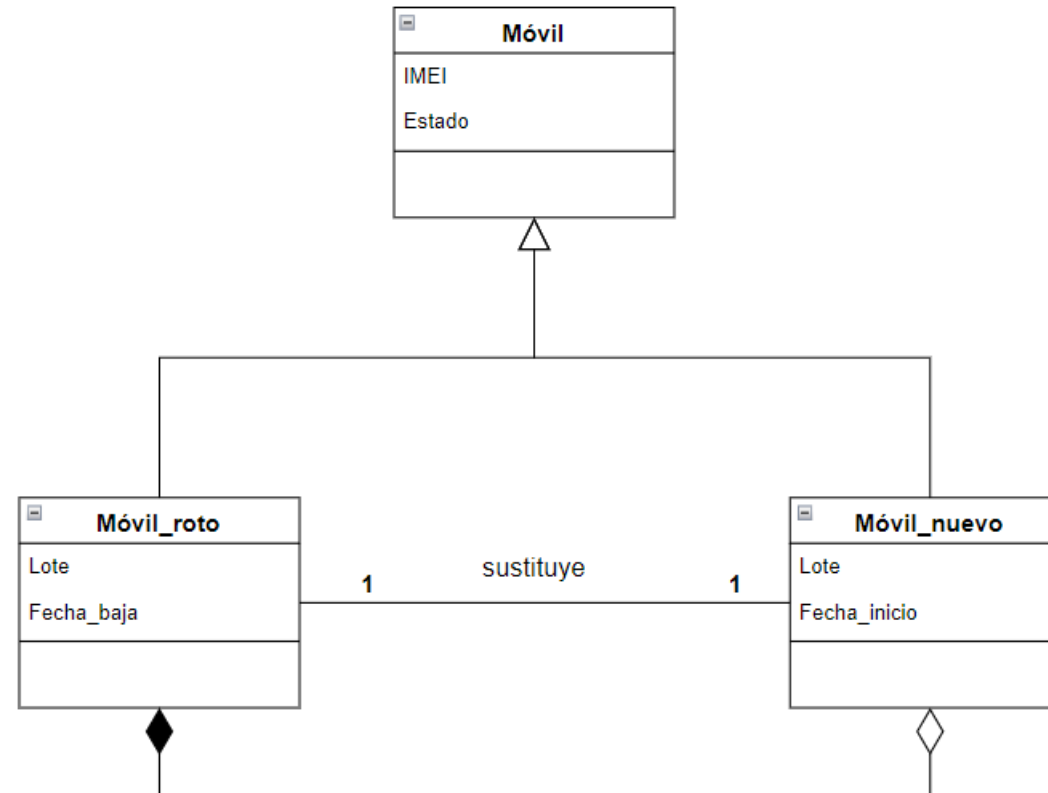 Móvil
IMEI
Estado
Móvil_roto
Lote
Fecha_baja
1
sustituye
1
Móvil_nuevo
Lote
Fecha_inicio